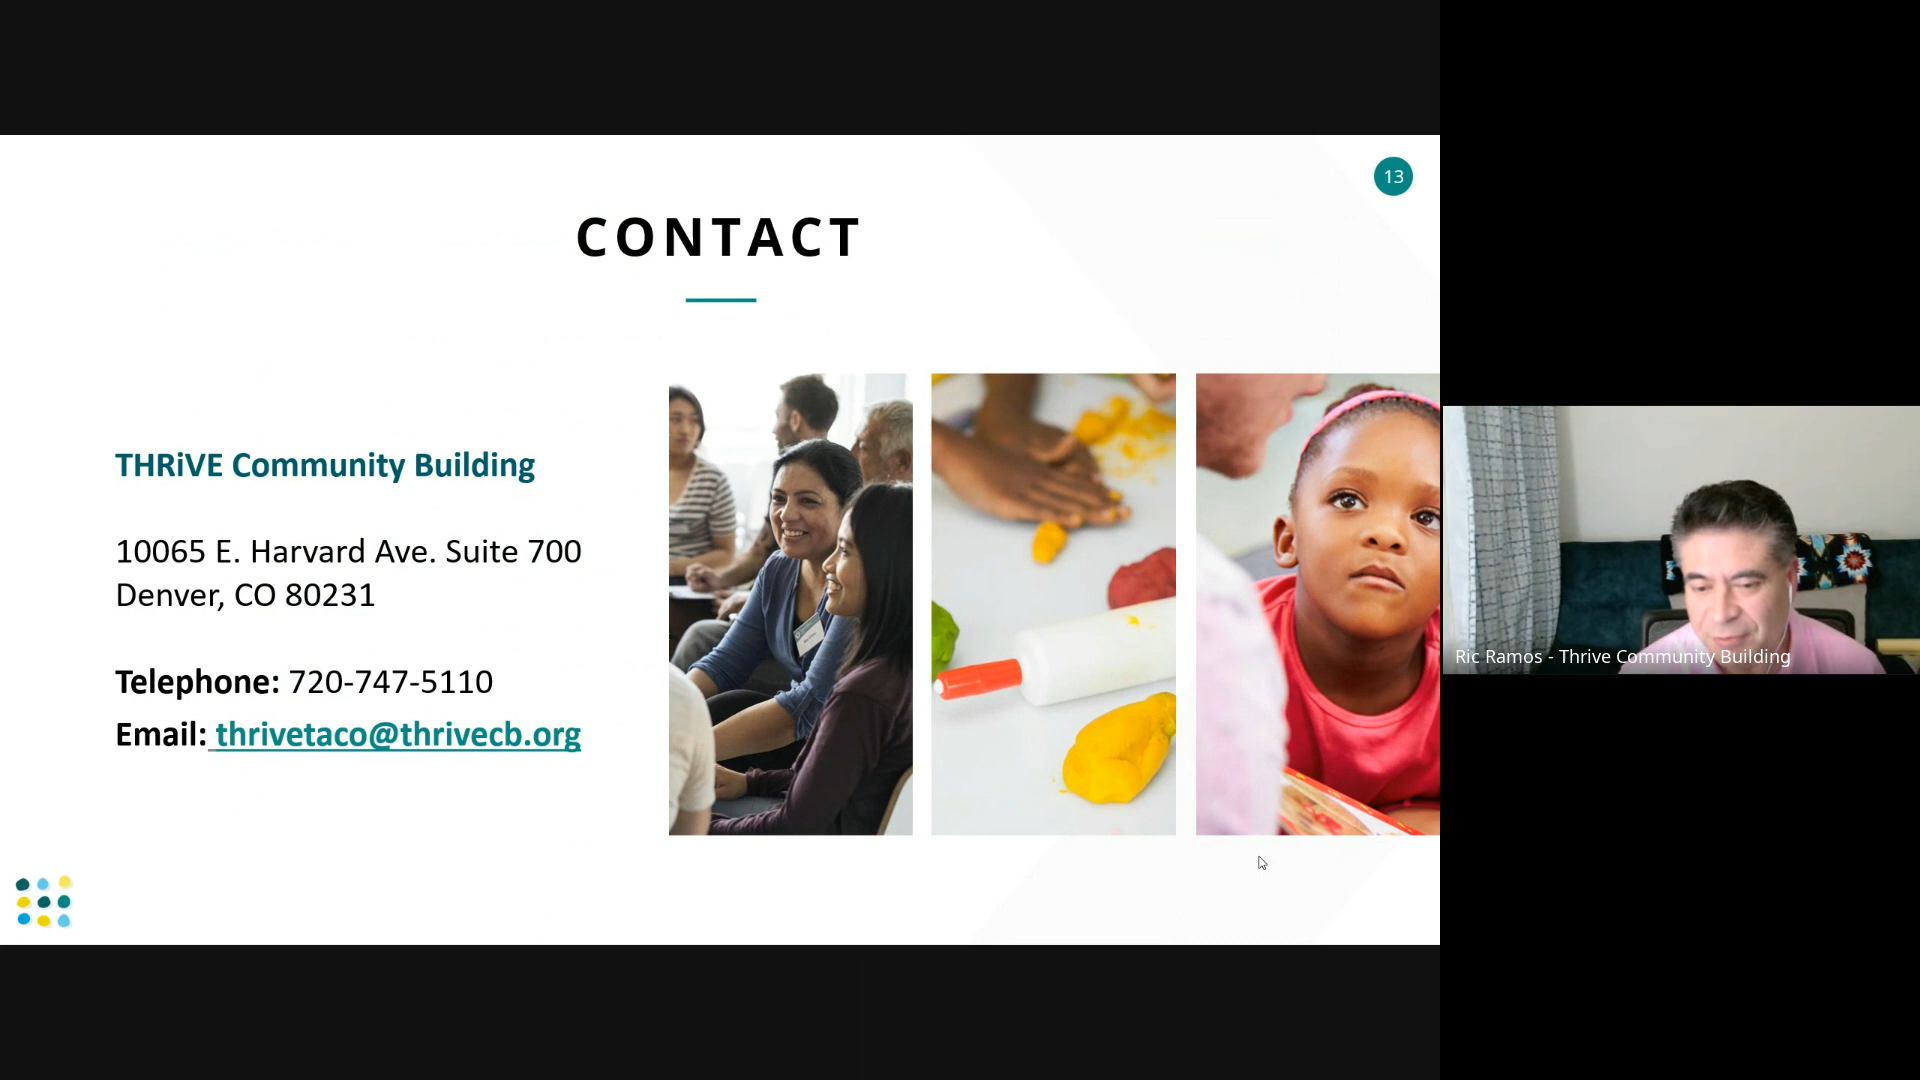 13
CONTACT
THRiVE Community Building
10065 E. Harvard Ave. Suite 700
Denver, CO 80231
Telephone: 720-747-5110
Email: thrivetaco@thrivecb.org
Ric Ramos - Thrive Community Building